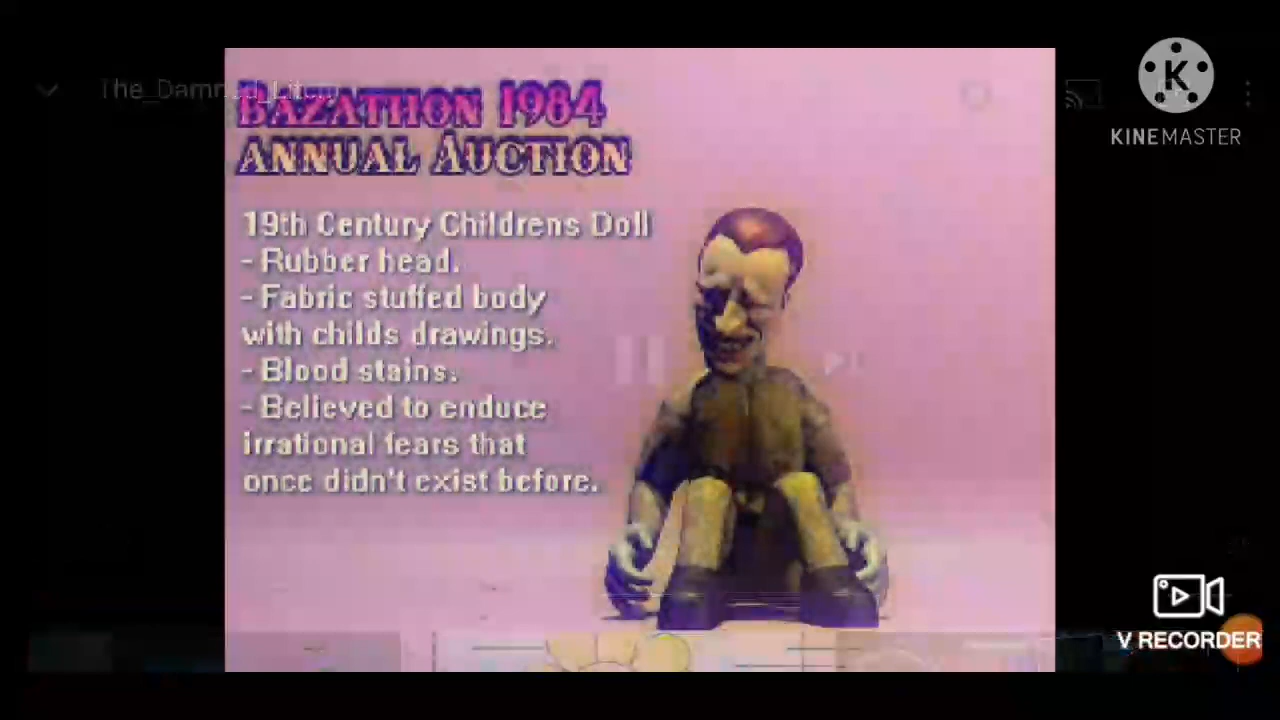 BAZATHON 1984
ANNUAL AUCTION
19th Century Childrens Doll
- Rubber head.
- Fabric stuffed body
with childs drawings.
- Blood stains.
- Believed to enduce
irrational fears that
once didn't exist before.
KINEMASTER
V RECORDER